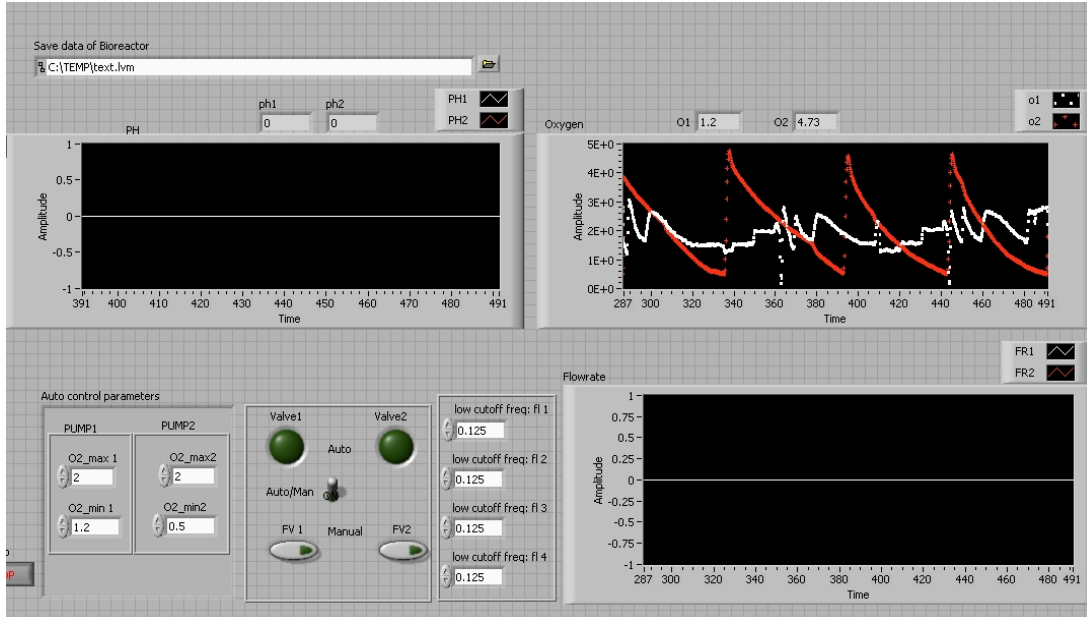 Save data of Bioreactor
C:\TEMP\text.lvm
ph1 ph2
0 0
PH1
PH2
PH
1
0.5
0
-0.5
-1
Amplitude
391 400 410 420 430 440 450 460 470 480 491
Time
o1
o2
Oxygen
O1 1.2 O2 4.73
5E+0
4E+0
3E+0
2E+0
1E+0
0E+0
Amplitude
287 300 320 340 360 380 400 420 440 460 480 491
Time
Auto control parameters
PUMP1
O2_max 1
2
O2_min 1
1.2
PUMP2
O2_max2
2
O2_min2
0.5
OP
Valve1 Valve2
Auto
Auto/Man
FV 1 Manual FV2
low cutoff freq: fl 1
0.125
low cutoff freq: fl 2
0.125
low cutoff freq: fl 3
0.125
low cutoff freq: fl 4
0.125
FR1
FR2
Flowrate
1
0.75
0.5
0.25
0
-0.25
-0.5
-0.75
-1
Amplitude
287 300 320 340 360 380 400 420 440 460 480 491
Time